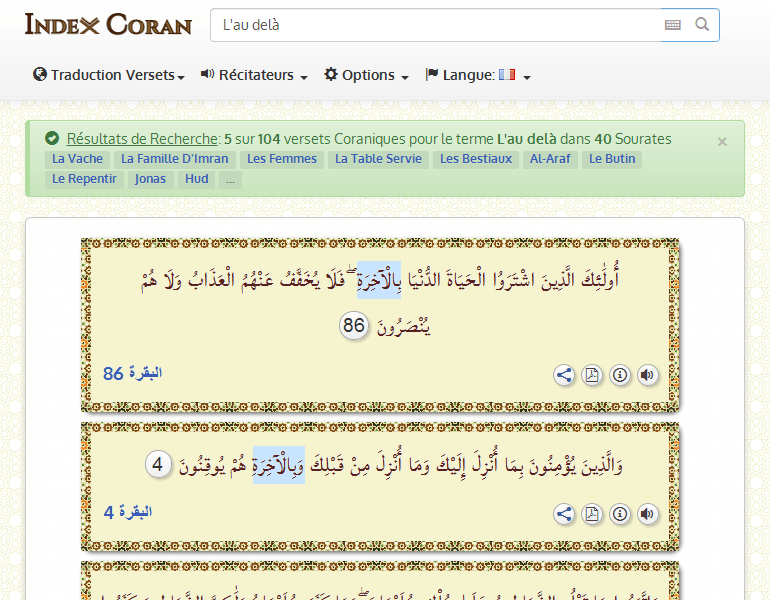 INDEX CORAN
L'au delà
Traduction Versets
Récitateurs
Options
Langue:
Résultats de Recherche: 5 sur 104 versets Coraniques pour le terme L'au delà dans 40 Sourates ×
La Vache La Famille D'Imran Les Femmes La Table Servie Les Bestiaux Al-Araf Le Butin
Le Repentir Jonas Hud ...
أُولَٰئِكَ الَّذِينَ اشْتَرَوُا الْحَيَاةَ الدُّنْيَا بِالْآخِرَةِ ۖ فَلَا يُخَفَّفُ عَنْهُمُ الْعَذَابُ وَلَا هُمْ
يُنْصَرُونَ 86
البقرة 86
وَالَّذِينَ يُؤْمِنُونَ بِمَا أُنْزِلَ إِلَيْكَ وَمَا أُنْزِلَ مِنْ قَبْلِكَ وَبِالْآخِرَةِ هُمْ يُوقِنُونَ 4
البقرة 4